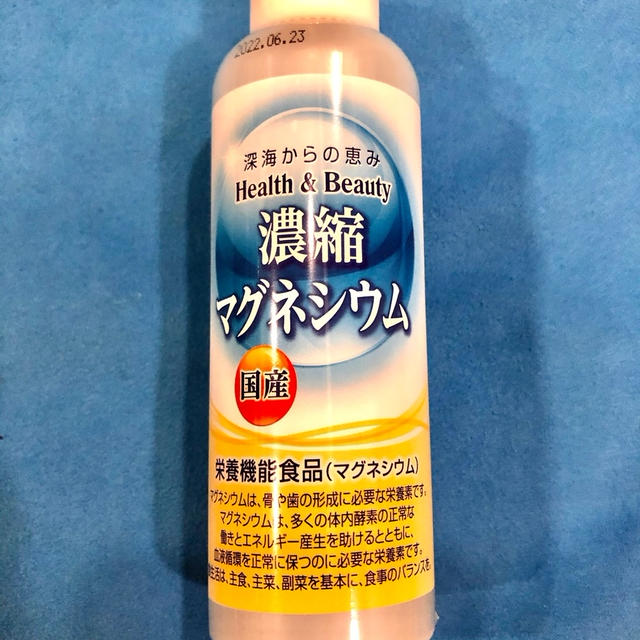 2022.06.23
深海からの恵み
Health & Beauty
濃縮
マグネシウム
国産
栄養機能食品(マグネシウム)
マグネシウムは、骨や歯の形成に必要な栄養素です。
マグネシウムは、多くの体内酵素の正常な
働きとエネルギー産生を助けるとともに、
血液循環を正常に保つのに必要な栄養素です。
生活は、主食、主菜、副菜を基本に、食事のバランスを。